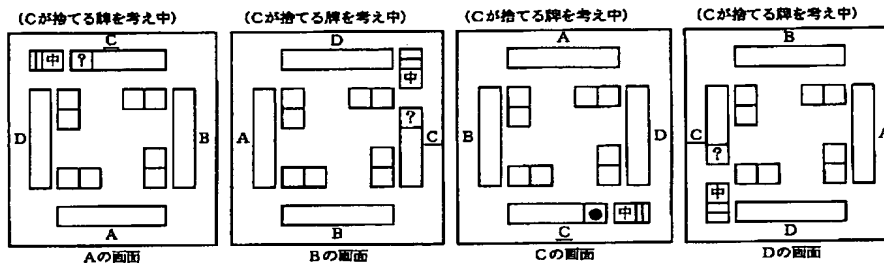 (Cが捨てる牌を考え中) (Cが捨てる牌を考え中) (Cが捨てる牌を考え中) (Cが捨てる牌を考え中)
C
中 ?
D B
A
Aの画面
D
中
?
A C
B
Bの画面
A
B D
中
C
Cの画面
B
C A
?
中
D
Dの画面